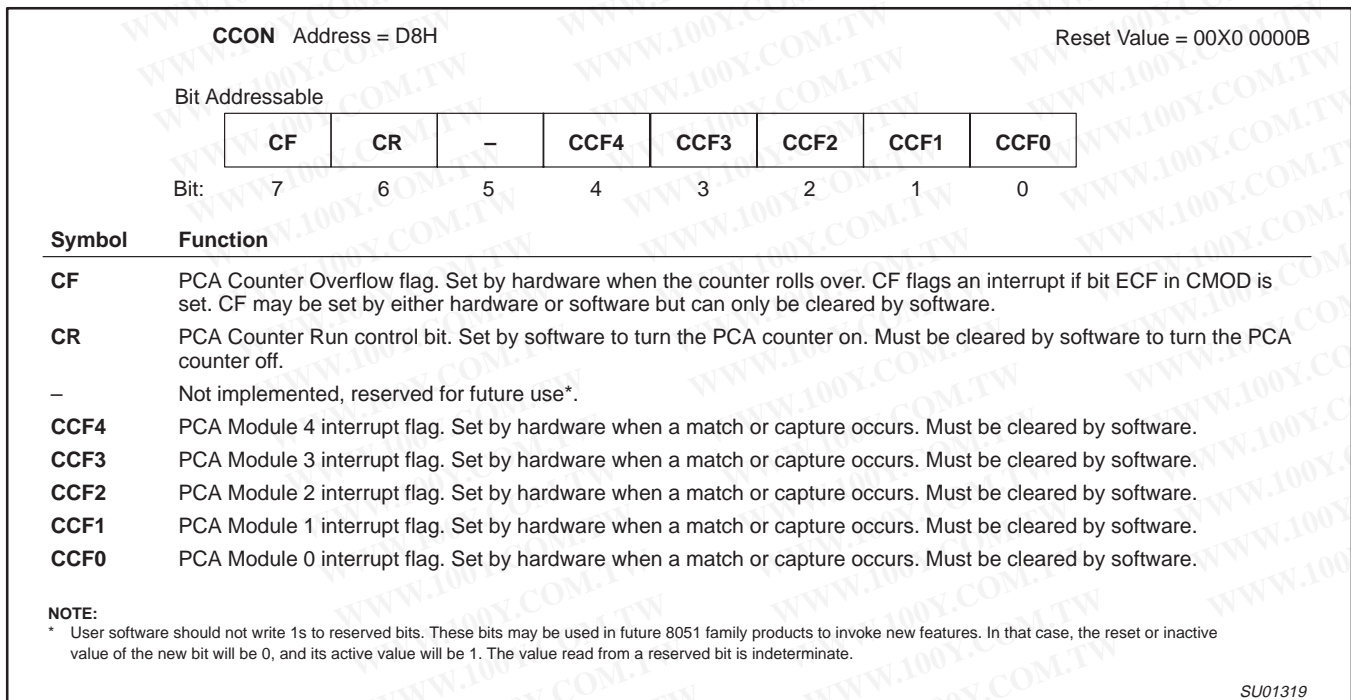 CCON Address = D8H Reset Value = 00X0 0000B
Bit Addressable
CF CR – CCF4 CCF3 CCF2 CCF1 CCF0
Bit: 7 6 5 4 3 2 1 0
Symbol Function
CF PCA Counter Overflow flag. Set by hardware when the counter rolls over. CF flags an interrupt if bit ECF in CMOD is
set. CF may be set by either hardware or software but can only be cleared by software.
CR PCA Counter Run control bit. Set by software to turn the PCA counter on. Must be cleared by software to turn the PCA
counter off.
– Not implemented, reserved for future use*.
CCF4 PCA Module 4 interrupt flag. Set by hardware when a match or capture occurs. Must be cleared by software.
CCF3 PCA Module 3 interrupt flag. Set by hardware when a match or capture occurs. Must be cleared by software.
CCF2 PCA Module 2 interrupt flag. Set by hardware when a match or capture occurs. Must be cleared by software.
CCF1 PCA Module 1 interrupt flag. Set by hardware when a match or capture occurs. Must be cleared by software.
CCF0 PCA Module 0 interrupt flag. Set by hardware when a match or capture occurs. Must be cleared by software.
NOTE:
* User software should not write 1s to reserved bits. These bits may be used in future 8051 family products to invoke new features. In that case, the reset or inactive
value of the new bit will be 0, and its active value will be 1. The value read from a reserved bit is indeterminate.
SU01319
WWW.100Y.COM.TW